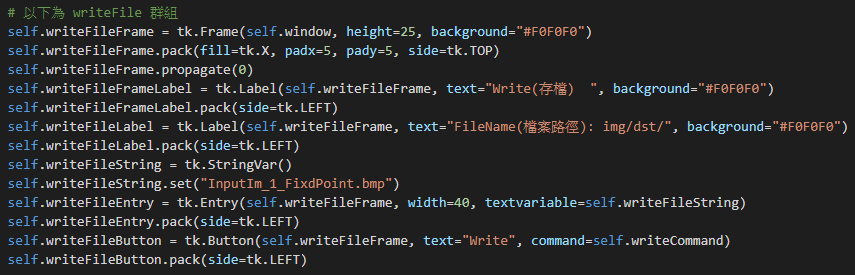 # 以下為 writeFile 群組
self.writeFileFrame = tk.Frame(self.window, height=25, background="#F0F0F0")
self.writeFileFrame.pack(fill=tk.X, padx=5, pady=5, side=tk.TOP)
self.writeFileFrame.propagate(0)
self.writeFileFrameLabel = tk.Label(self.writeFileFrame, text="Write(存檔)  ", background="#F0F0F0")
self.writeFileFrameLabel.pack(side=tk.LEFT)
self.writeFileLabel = tk.Label(self.writeFileFrame, text="FileName(檔案路徑): img/dst/", background="#F0F0F0")
self.writeFileLabel.pack(side=tk.LEFT)
self.writeFileString = tk.StringVar()
self.writeFileString.set("InputIm_1_FixdPoint.bmp")
self.writeFileEntry = tk.Entry(self.writeFileFrame, width=40, textvariable=self.writeFileString)
self.writeFileEntry.pack(side=tk.LEFT)
self.writeFileButton = tk.Button(self.writeFileFrame, text="Write", command=self.writeCommand)
self.writeFileButton.pack(side=tk.LEFT)